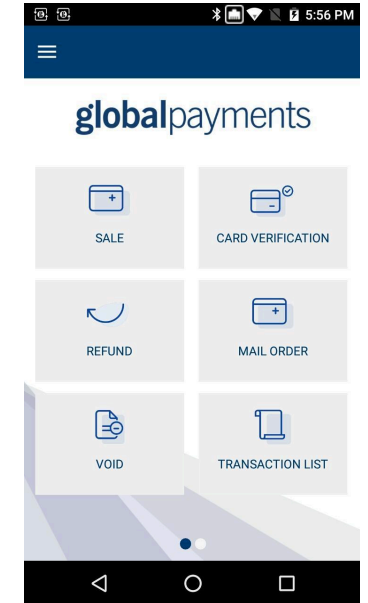 5:56 PM
globalpayments
SALE
CARD VERIFICATION
REFUND
MAIL ORDER
VOID
TRANSACTION LIST